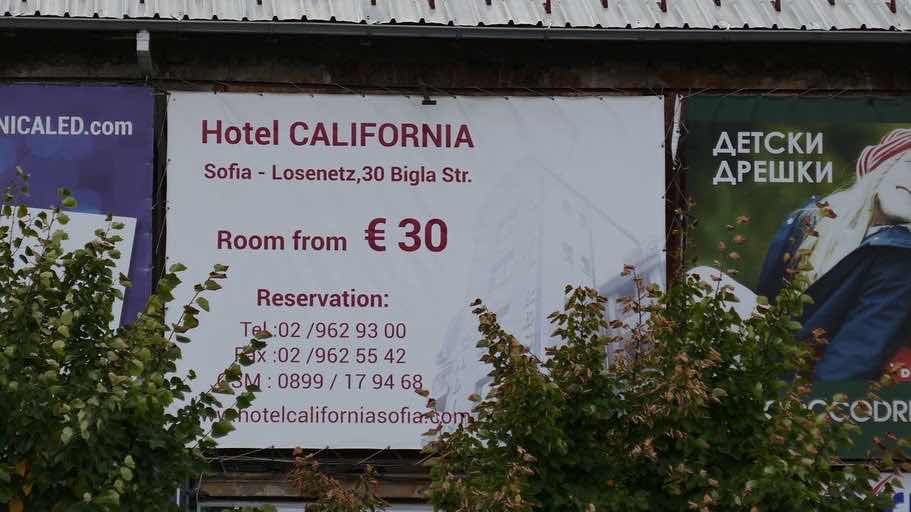 NICALED.com
Hotel CALIFORNIA
Sofia - Losenetz,30 Bigla Str.
Room from € 30
Reservation:
Tel :02 /962 93 00
Fax :02 /962 55 42
GSM : 0899 / 17 94 68
hotelcaliforniasofia.com
ДЕТСКИ
ДРЕШКИ